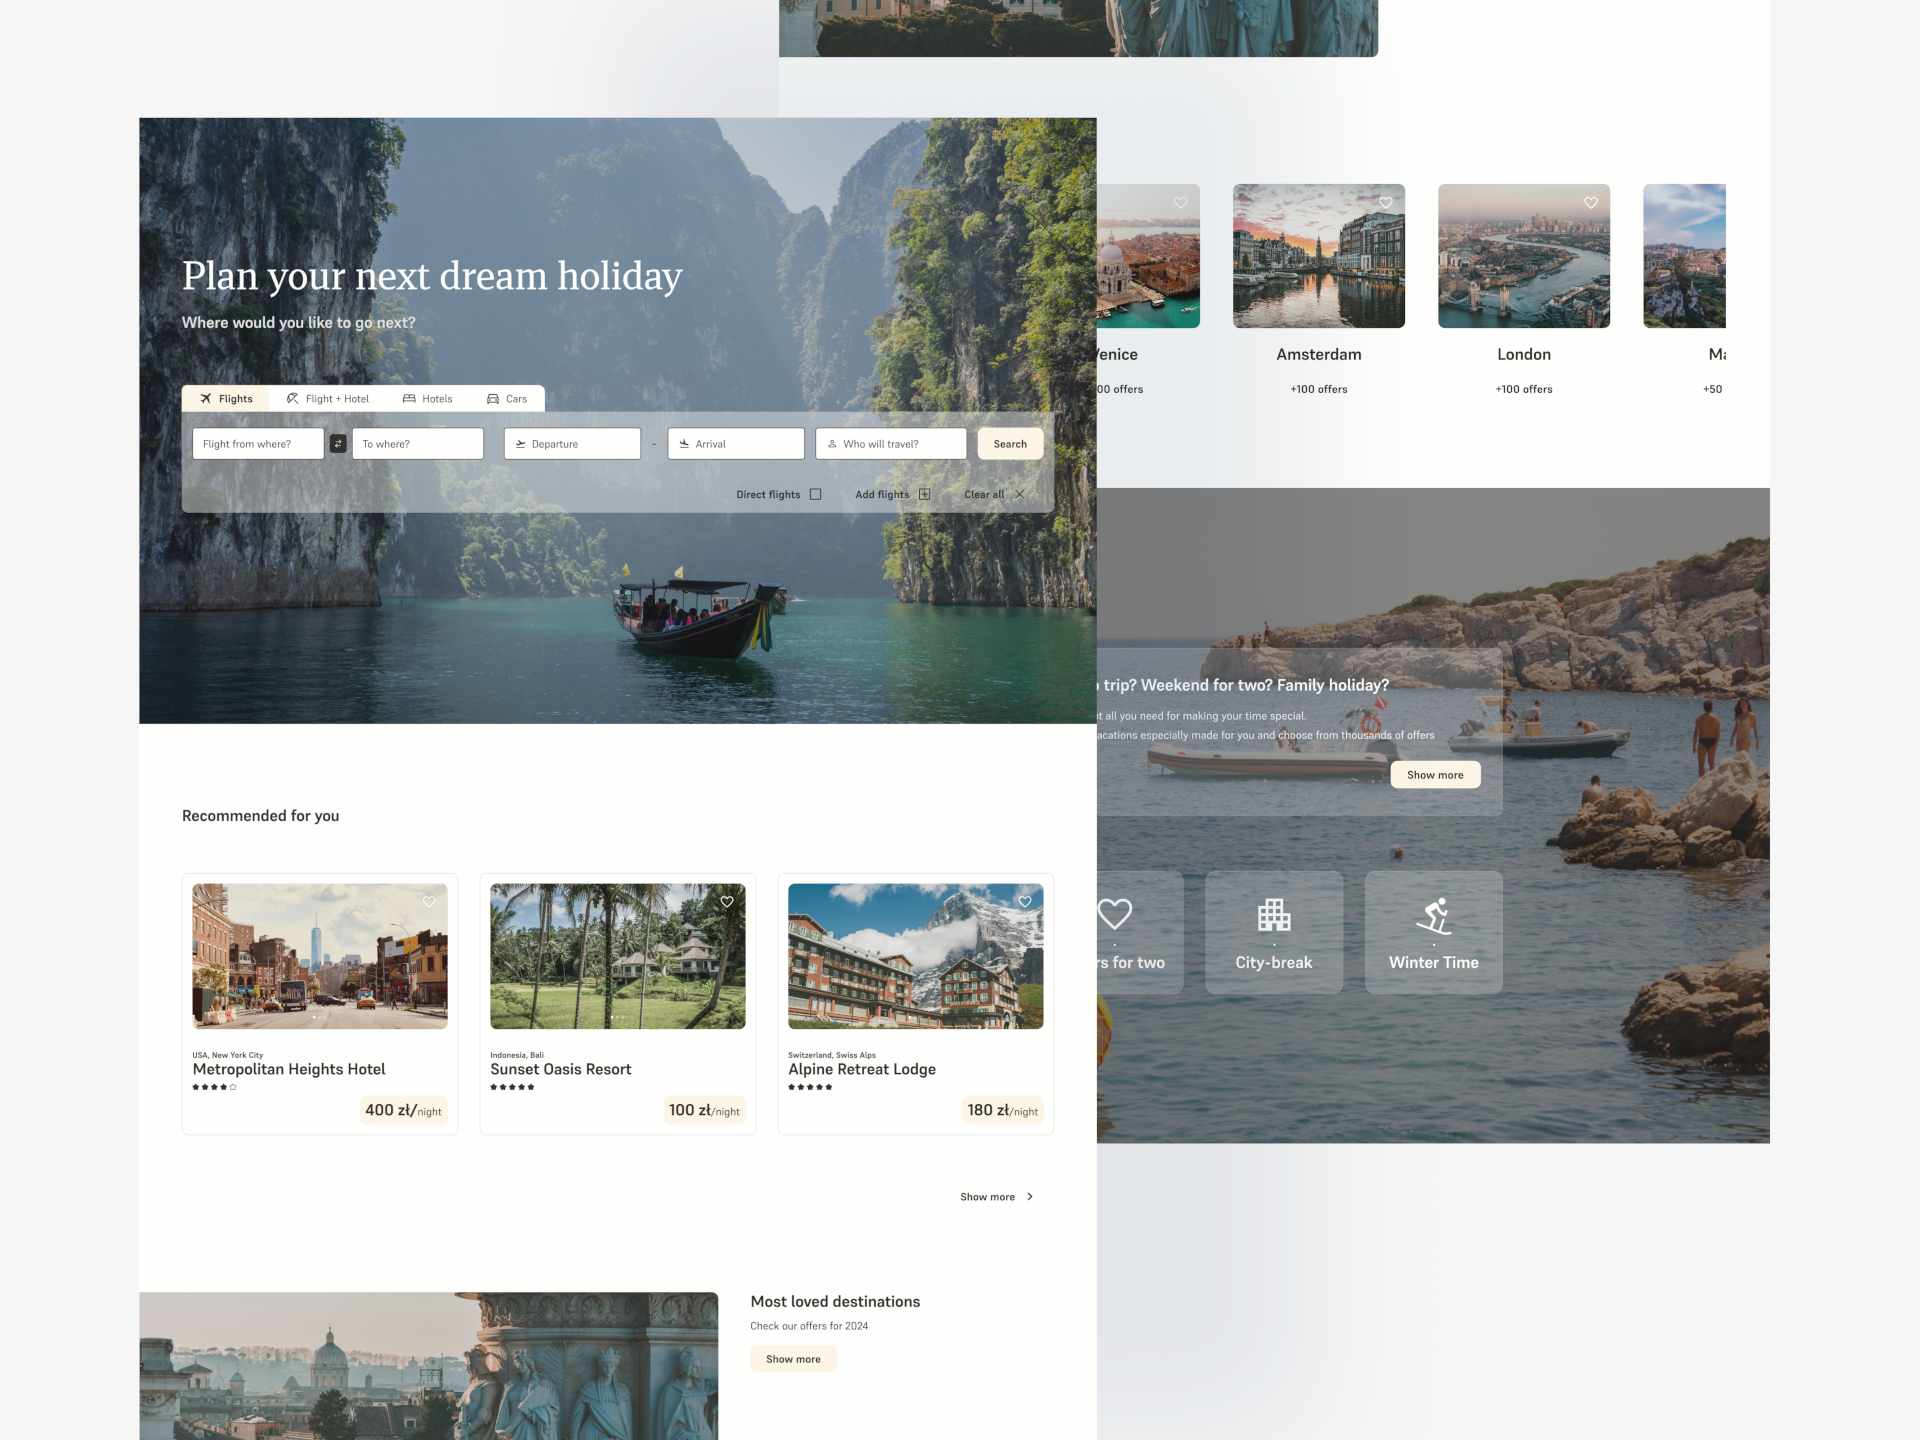 Plan your next dream holiday
Where would you like to go next?
Flights
Flight + Hotel
Hotels
Cars
Flight from where?
To where?
Departure
-
Arrival
Who will travel?
Search
Direct flights
Add flights
Clear all
Recommended for you
USA, New York City
Metropolitan Heights Hotel
400 zł/night
Indonesia, Bali
Sunset Oasis Resort
100 zł/night
Switzerland, Swiss Alps
Alpine Retreat Lodge
180 zł/night
Show more
Most loved destinations
Check our offers for 2024
Show more
Venice
00 offers
Amsterdam
+100 offers
London
+100 offers
Ma
+50
trip? Weekend for two? Family holiday?
all you need for making your time special.
acations especially made for you and choose from thousands of offers
Show more
rs for two
City-break
Winter Time